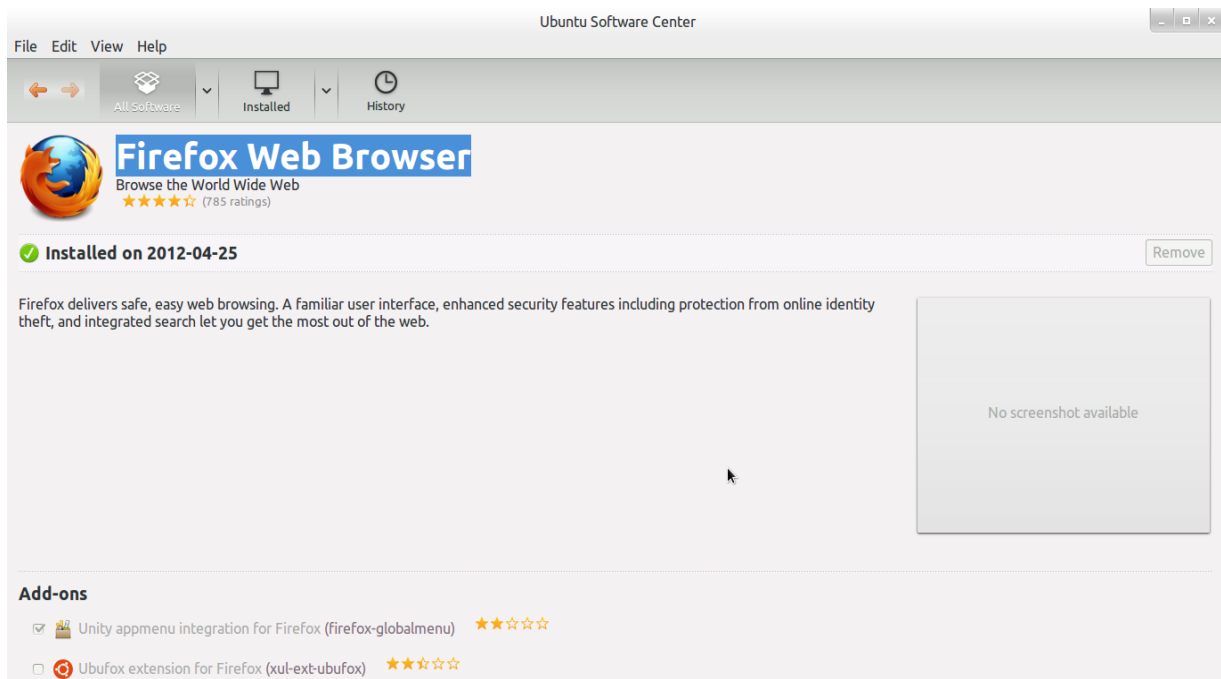 Ubuntu Software Center
File Edit View Help
All Software Installed History
Firefox Web Browser
Browse the World Wide Web
(785 ratings)
Installed on 2012-04-25
Remove
Firefox delivers safe, easy web browsing. A familiar user interface, enhanced security features including protection from online identity
theft, and integrated search let you get the most out of the web.
No screenshot available
Add-ons
Unity appmenu integration for Firefox (firefox-globalmenu)
Ubufox extension for Firefox (xul-ext-ubufox)